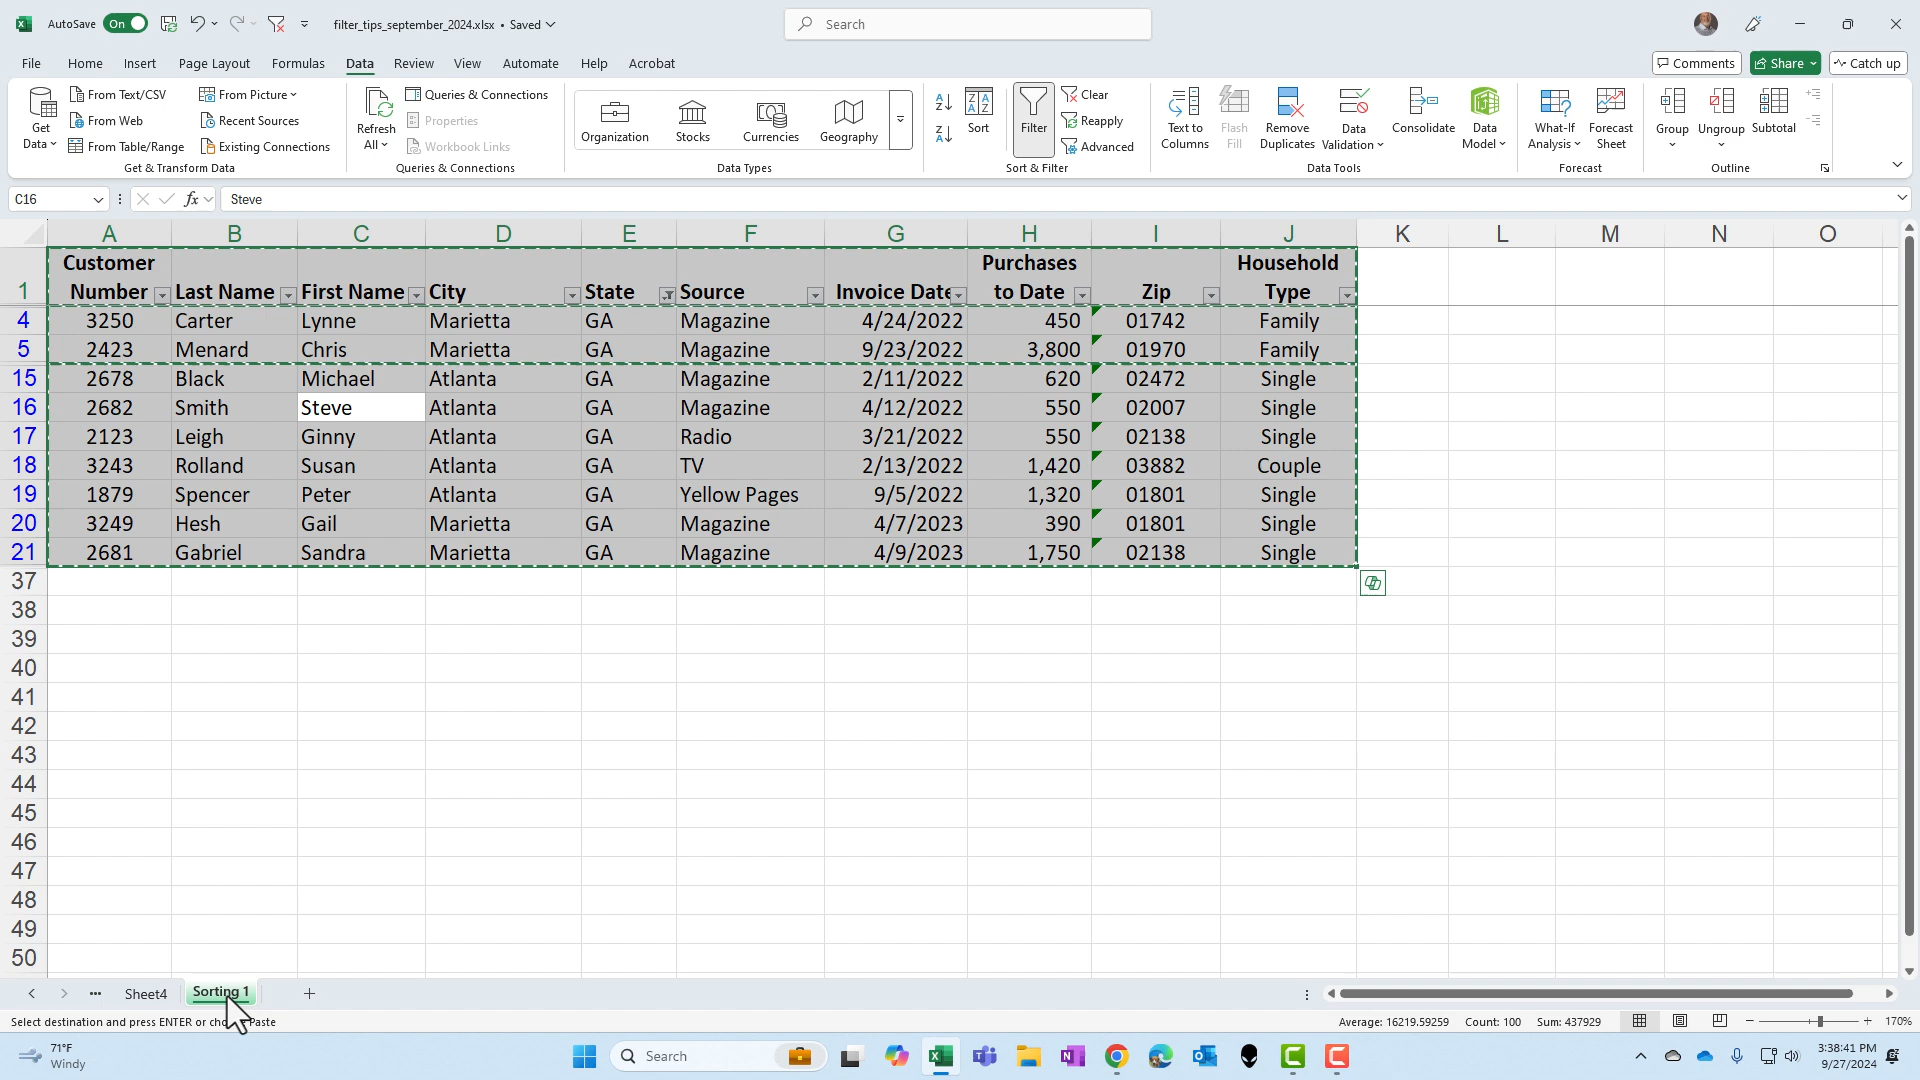 AutoSave On filter_tips_september_2024.xlsx • Saved Search
File Home Insert Page Layout Formulas Data Review View Automate Help Acrobat Comments Share Catch up
Get Data From Text/CSV From Web From Table/Range From Picture Recent Sources Existing Connections
Get & Transform Data
Refresh All Queries & Connections Properties Workbook Links
Queries & Connections
Organization Stocks Currencies Geography
Data Types
Sort Filter Clear Reapply Advanced
Sort & Filter
Text to Columns Flash Fill Remove Duplicates Data Validation Consolidate Data Model
Data Tools
What-If Analysis Forecast Sheet
Forecast
Group Ungroup Subtotal
Outline
C16 fx Steve
A B C D E F G H I J K L M N O
1 Customer Number Last Name First Name City State Source Invoice Date Purchases to Date Zip Household Type
4 3250 Carter Lynne Marietta GA Magazine 4/24/2022 450 01742 Family
5 2423 Menard Chris Marietta GA Magazine 9/23/2022 3,800 01970 Family
15 2678 Black Michael Atlanta GA Magazine 2/11/2022 620 02472 Single
16 2682 Smith Steve Atlanta GA Magazine 4/12/2022 550 02007 Single
17 2123 Leigh Ginny Atlanta GA Radio 3/21/2022 550 02138 Single
18 3243 Rolland Susan Atlanta GA TV 2/13/2022 1,420 03882 Couple
19 1879 Spencer Peter Atlanta GA Yellow Pages 9/5/2022 1,320 01801 Single
20 3249 Hesh Gail Marietta GA Magazine 4/7/2023 390 01801 Single
21 2681 Gabriel Sandra Marietta GA Magazine 4/9/2023 1,750 02138 Single
37
38
39
40
41
42
43
44
45
46
47
48
49
50
Sheet4 Sorting 1
Select destination and press ENTER or Paste Average: 16219.59259 Count: 100 Sum: 437929 170%
71°F
Windy
Search
3:38:41 PM
9/27/2024